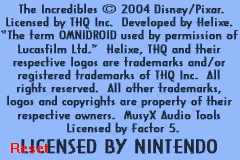 The Incredibles © 2004 Disney/Pixar.
Licensed by THQ Inc. Developed by Helixe.
"The term OMNIDROID used by permission of
Lucasfilm Ltd." Helixe, THQ and their
respective logos are trademarks and/or
registered trademarks of THQ Inc. All
rights reserved. All other trademarks,
logos and copyrights are property of their
respective owners. MusyX Audio Tools
Licensed by Factor 5.
Reset
LICENSED BY NINTENDO